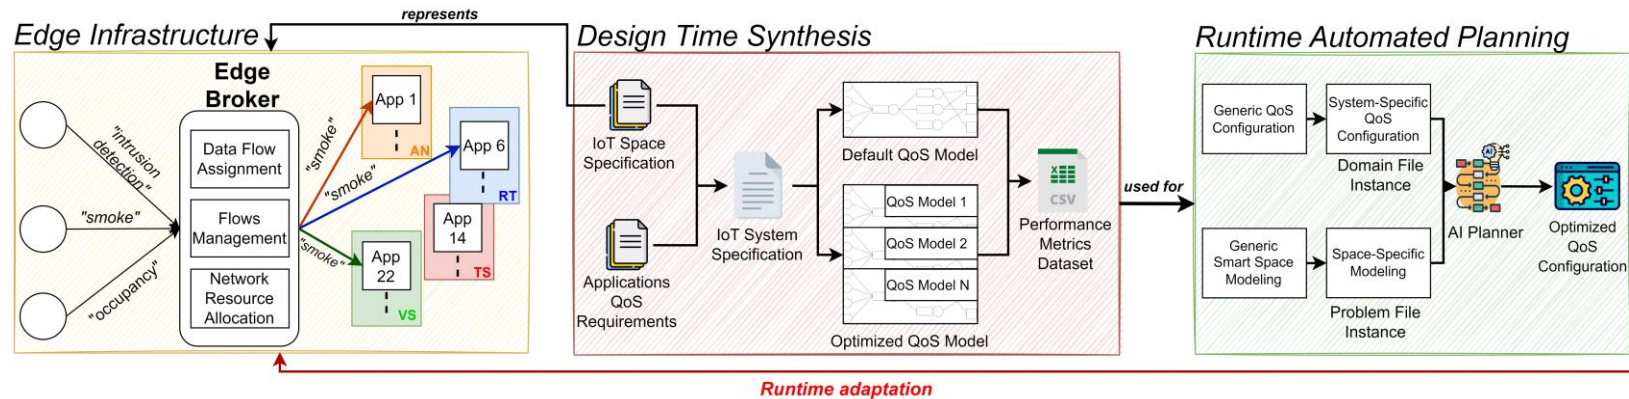 represents
Edge Infrastructure
Design Time Synthesis
Runtime Automated Planning
Edge
Broker
Data Flow
Assignment
Flows
Management
Network
Resource
Allocation
"intrusion
detection"
"smoke"
"occupancy"
"smoke"
"smoke"
"smoke"
App 1
AN
App 6
RT
App
14
TS
App
22
VS
IoT Space
Specification
Applications
QoS
Requirements
IoT System
Specification
Default QoS Model
QoS Model 1
QoS Model 2
QoS Model N
Optimized QoS Model
CSV
Performance
Metrics
Dataset
used for
Generic QoS
Configuration
System-Specific
QoS
Configuration
Domain File
Instance
Generic
Smart Space
Modeling
Space-Specific
Modeling
Problem File
Instance
AI
AI Planner
Optimized
QoS
Configuration
Runtime adaptation